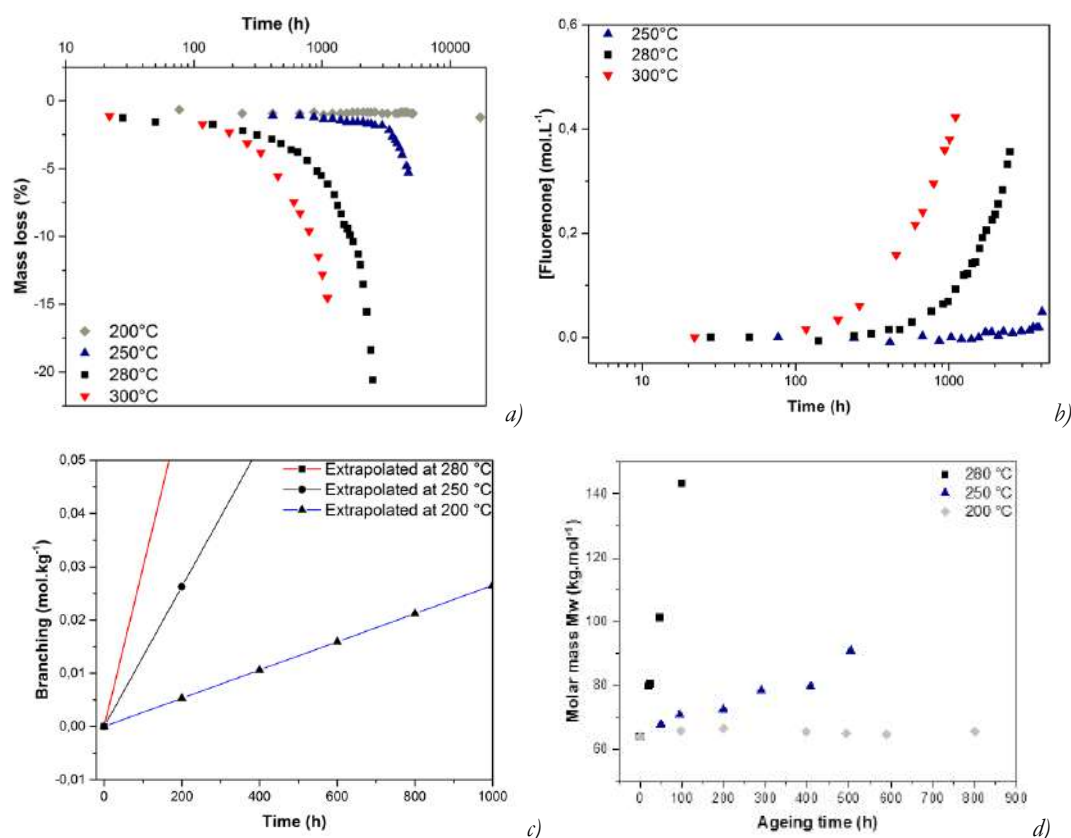 Time (h)
10 100 1000 10000
0
-5
-10
-15
-20
Mass loss (%)
200°C
250°C
280°C
300°C
a)
250°C
280°C
300°C
0,6
0,4
0,2
0,0
[Fluorenone] (mol.L-1)
10 100 1000
Time (h)
b)
Extrapolated at 280 °C
Extrapolated at 250 °C
Extrapolated at 200 °C
0,05
0,04
0,03
0,02
0,01
0,00
-0,01
Branching (mol.kg-1)
0 200 400 600 800 1000
Time (h)
c)
280 °C
250 °C
200 °C
140
120
100
80
60
Molar mass Mw (kg.mol-1)
0 100 200 300 400 500 600 700 800 900
Ageing time (h)
d)